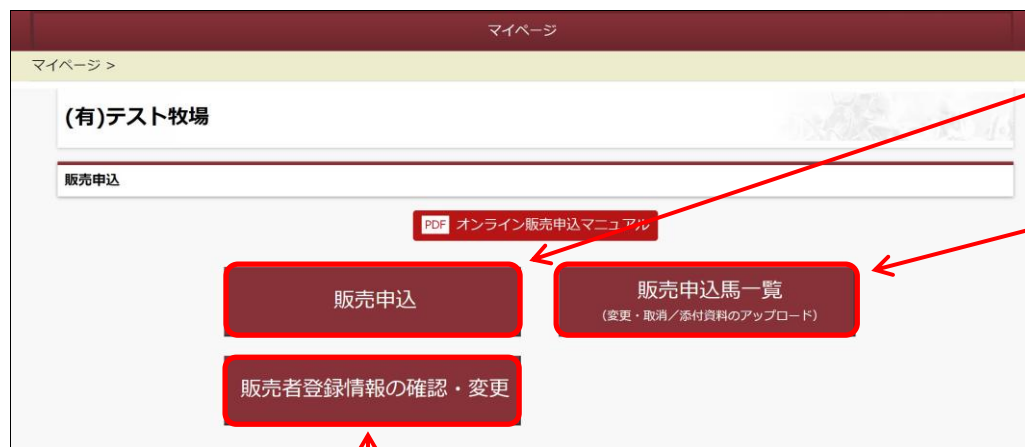 マイページ
マイページ >
(有)テスト牧場
販売申込
PDF オンライン販売申込マニュアル
販売申込
販売申込馬一覧
(変更・取消／添付資料のアップロード)
販売者登録情報の確認・変更